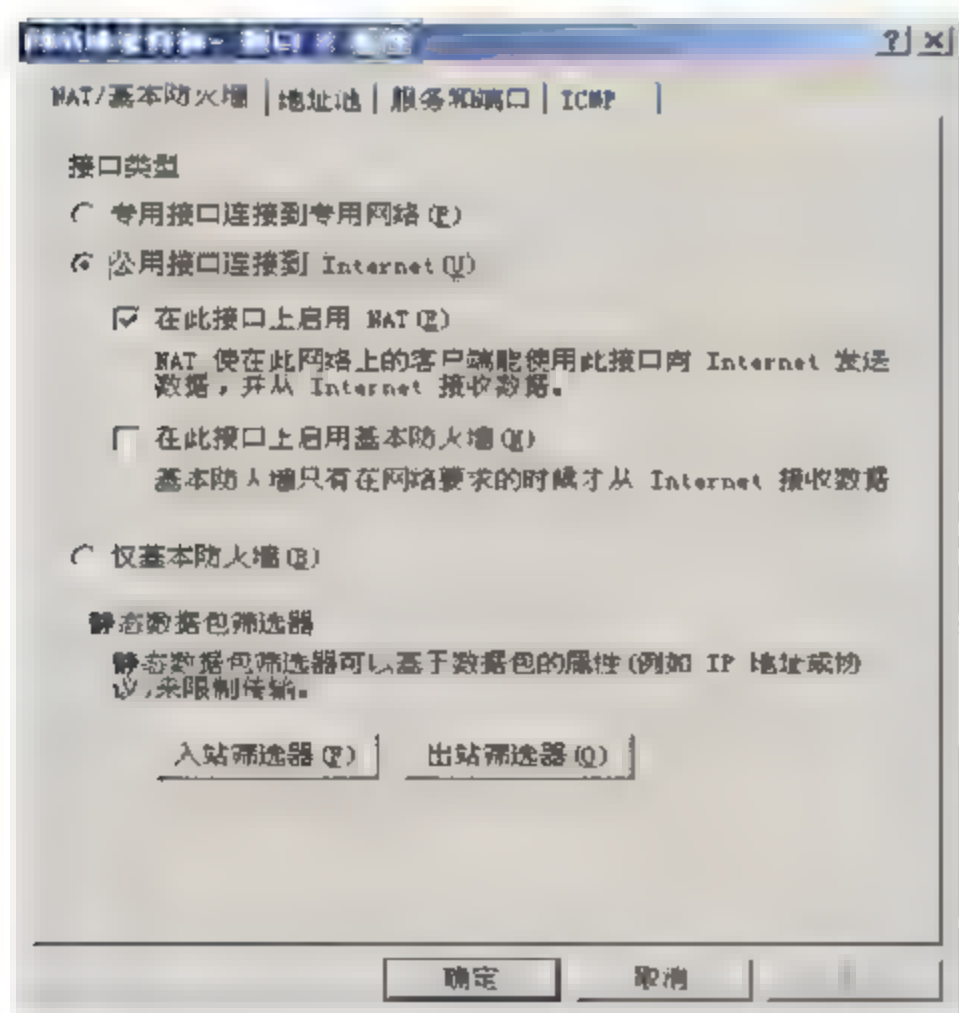 NAT/基本防火墙 地址池 服务和端口 ICMP
接口类型
专用接口连接到专用网络(P)
公用接口连接到 Internet(U)
在此接口上启用 NAT(E)
NAT 使在此网络上的客户端能使用此接口向 Internet 发送
数据，并从 Internet 接收数据。
在此接口上启用基本防火墙(N)
基本防火墙只有在网络要求的时候才从 Internet 接收数据
仅基本防火墙(B)
静态数据包筛选器
静态数据包筛选器可以基于数据包的属性(例如 IP 地址或协
议)来限制传输。
入站筛选器(F) 出站筛选器(O)
确定 取消